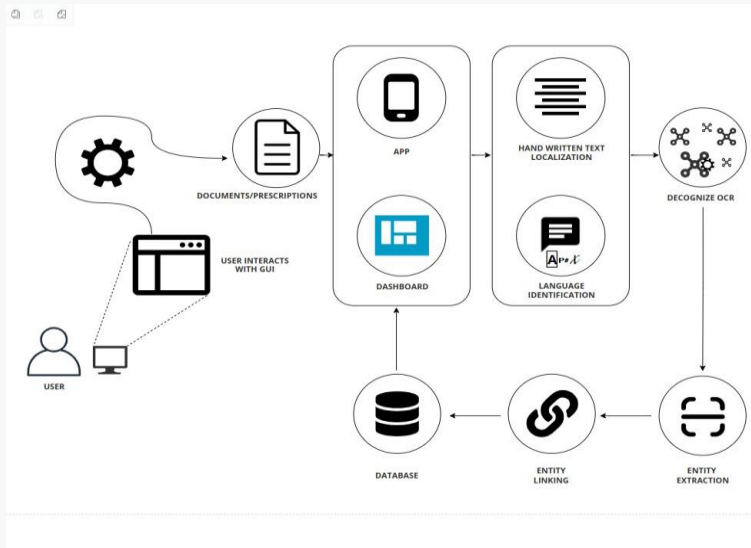 APP
HAND WRITTEN TEXT
LOCALIZATION
DOCUMENTS/PRESCRIPTIONS
DECOGNIZE OCR
USER INTERACTS
WITH GUI
DASHBOARD
LANGUAGE
IDENTIFICATION
USER
DATABASE
ENTITY
LINKING
ENTITY
EXTRACTION